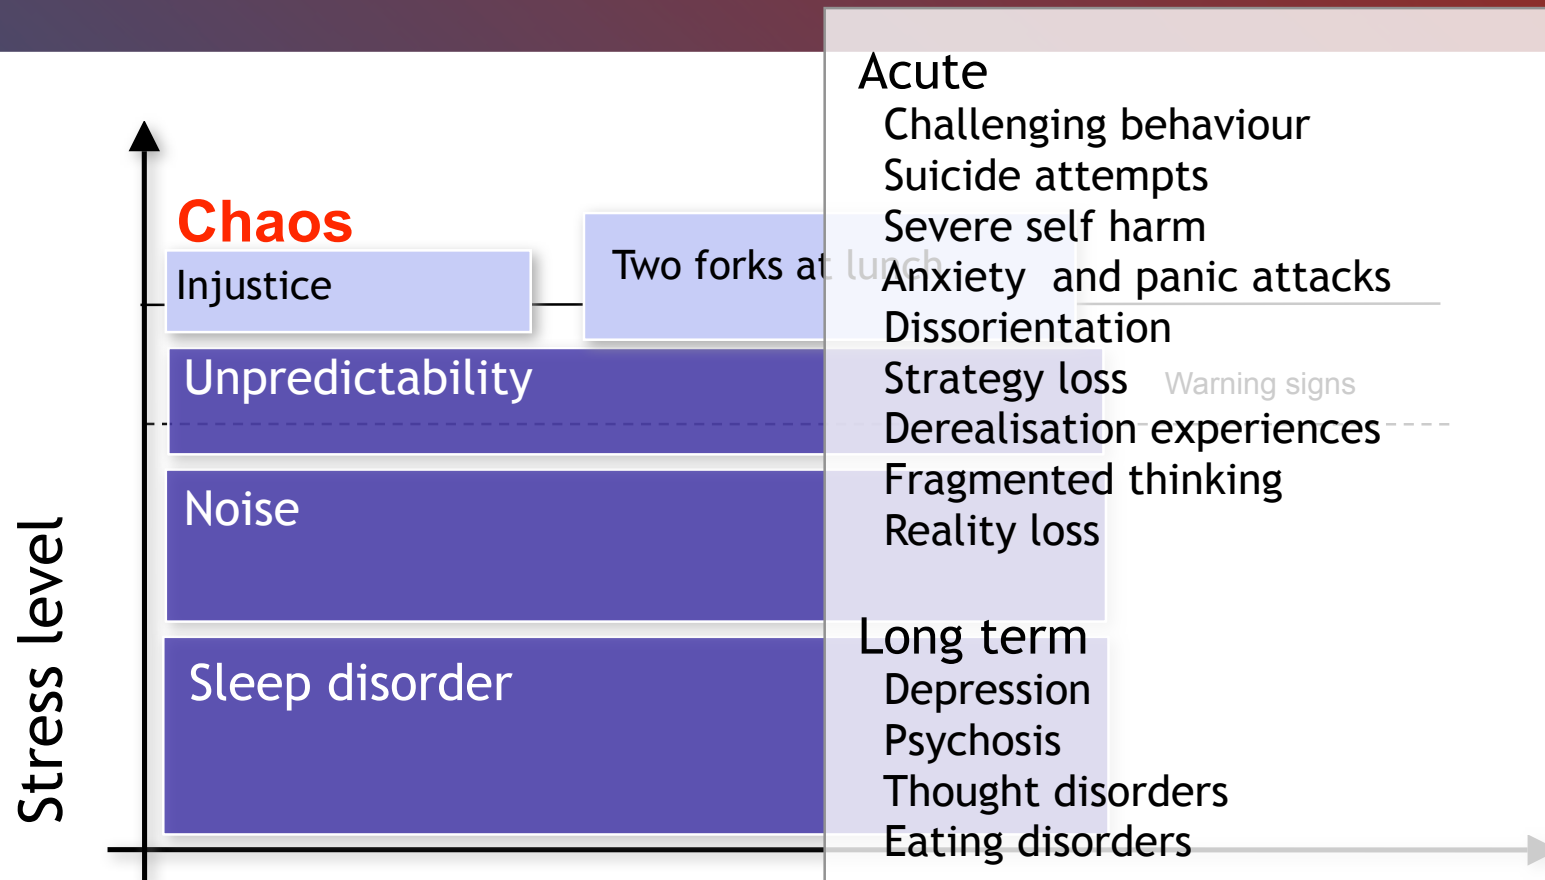 Chaos
Injustice
Two forks at lunch
Unpredictability
Warning signs
Noise
Sleep disorder
Stress level
Acute
Challenging behaviour
Suicide attempts
Severe self harm
Anxiety  and panic attacks
Dissorientation
Strategy loss
Derealisation experiences
Fragmented thinking
Reality loss
Long term
Depression
Psychosis
Thought disorders
Eating disorders